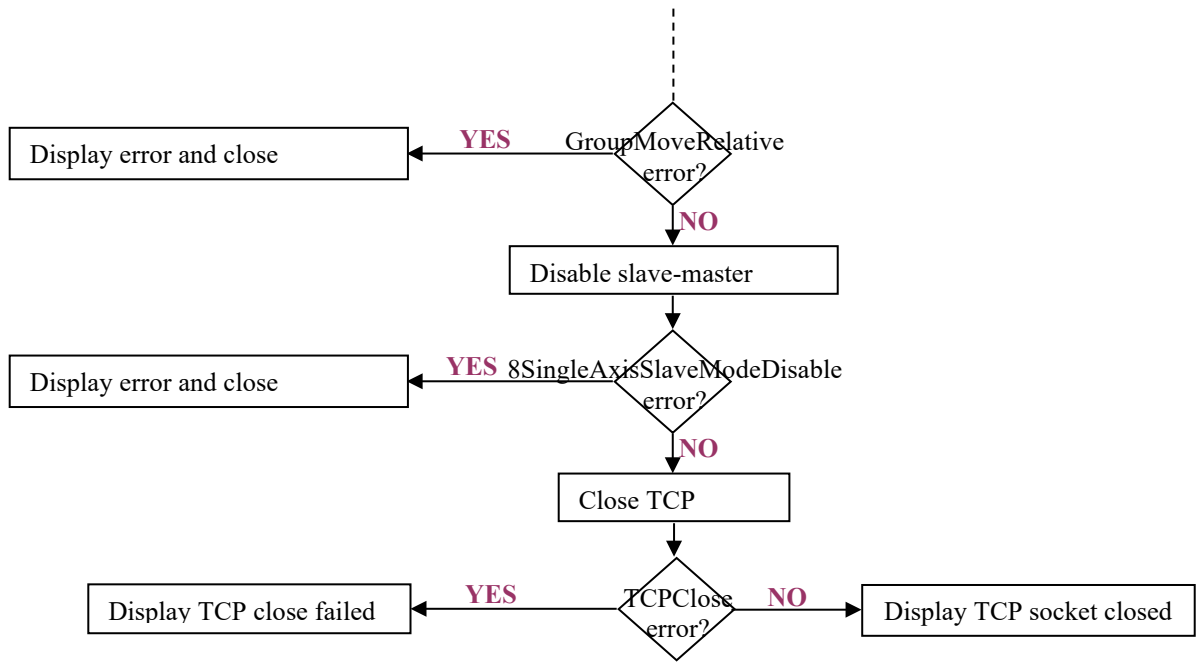 GroupMoveRelative
error?
YES
Display error and close
NO
Disable slave-master
8SingleAxisSlaveModeDisable
error?
YES
Display error and close
NO
Close TCP
TCPClose
error?
YES
NO
Display TCP close failed
Display TCP socket closed